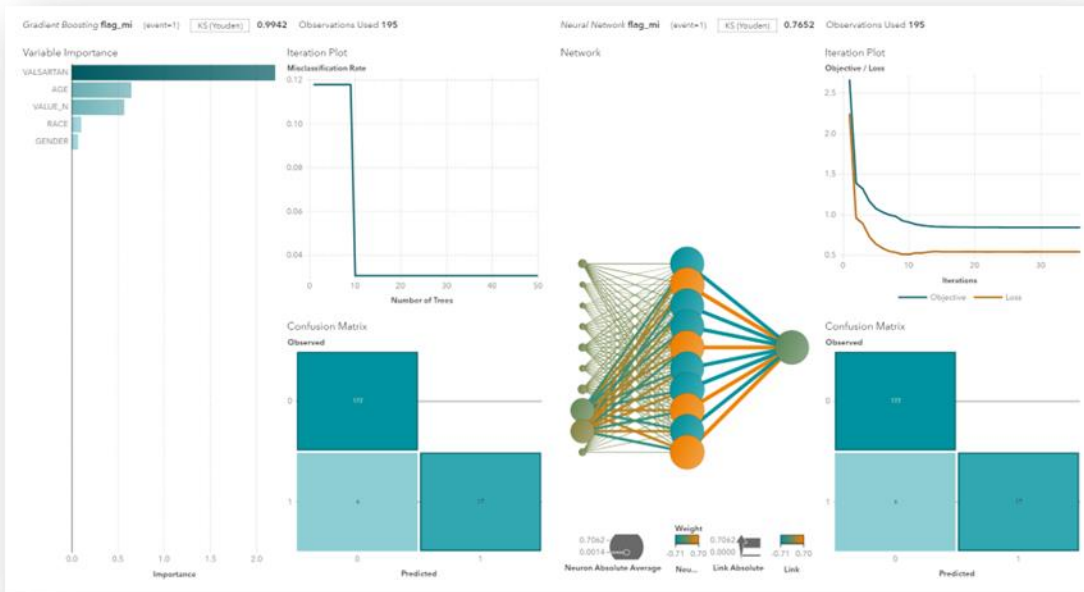 Gradient Boosting flag_mi (event=1) KS (Youden) 0.9942 Observations Used 195
Variable Importance
VALSARTAN
AGE
VALUE_N
RACE
GENDER
0.0 0.5 1.0 1.5 2.0
Importance
Iteration Plot
Misclassification Rate
0.12
0.10
0.08
0.06
0.04
0 10 20 30 40 50
Number of Trees
Confusion Matrix
Observed
0
172
1
6 17
0 1
Predicted
Neural Network flag_mi (event=1) KS (Youden) 0.7652 Observations Used 195
Network
Weight
0.7062
0.0014
Neuron Absolute Average
-0.71 0.70
Neu...
0.7062
0.0000
Link Absolute
-0.71 0.70
Link
Iteration Plot
Objective / Loss
2.5
2.0
1.5
1.0
0.5
0 10 20 30
Iterations
Objective Loss
Confusion Matrix
Observed
0
1
6 17
0 1
Predicted